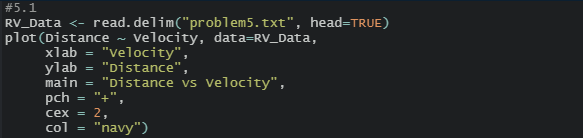 #5.1
RV_Data <- read.delim("problem5.txt", head=TRUE)
plot(Distance ~ Velocity, data=RV_Data,
     xlab = "Velocity",
     ylab = "Distance",
     main = "Distance vs Velocity",
     pch = "+",
     cex = 2,
     col = "navy")